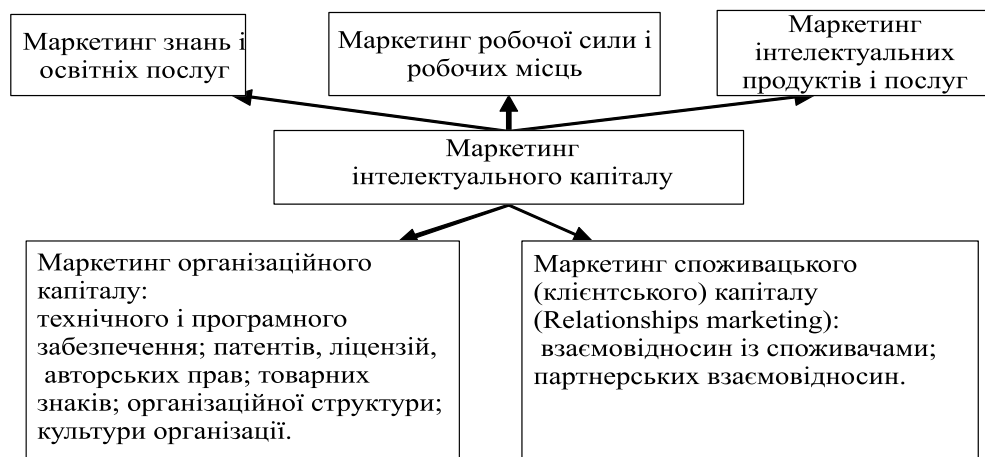 Маркетинг знань і
освітніх послуг
Маркетинг робочої сили і
робочих місць
Маркетинг
інтелектуальних
продуктів і послуг
Маркетинг
інтелектуального капіталу
Маркетинг організаційного
капіталу:
технічного і програмного
забезпечення; патентів, ліцензій,
авторських прав; товарних
знаків; організаційної структури;
культури організації.
Маркетинг споживацького
(клієнтського) капіталу
(Relationships marketing):
взаємовідносин із споживачами;
партнерських взаємовідносин.